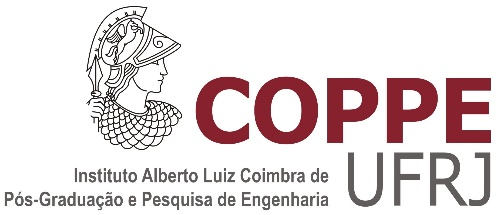 COPPE
UFRJ
Instituto Alberto Luiz Coimbra de
Pós-Graduação e Pesquisa de Engenharia